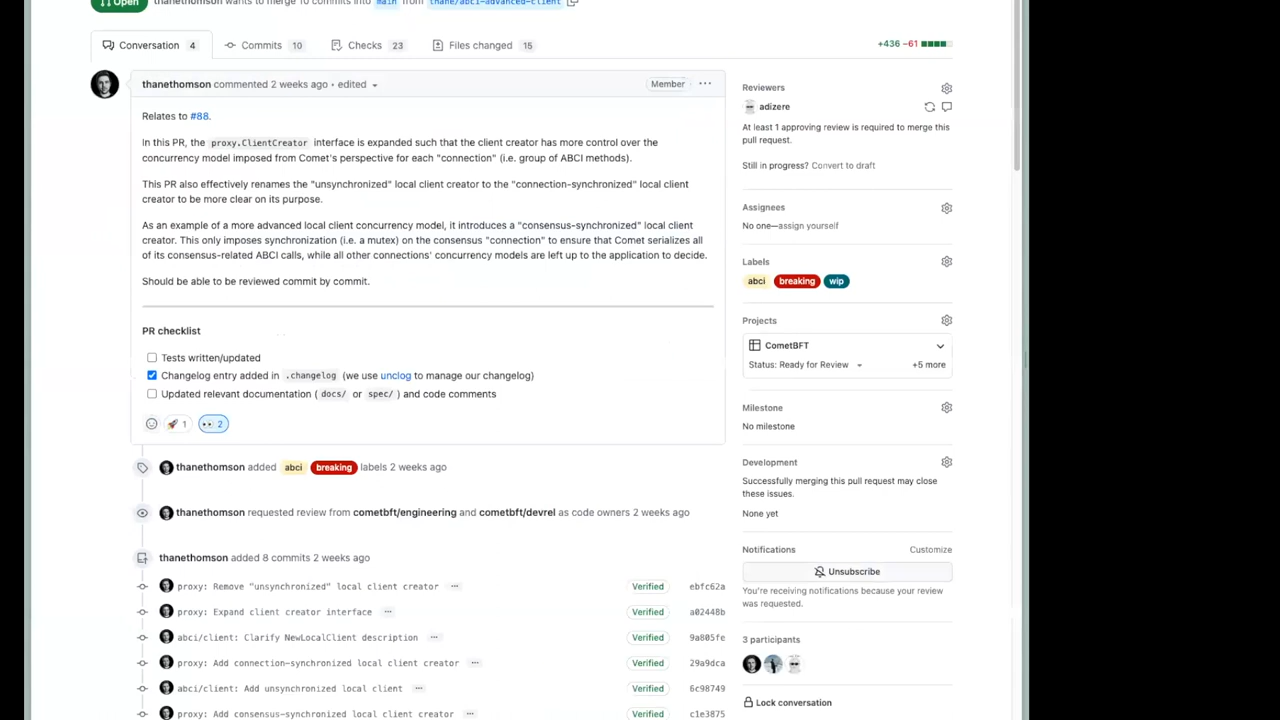 Open thanethomson wants to merge 10 commits into main from thane/abci-advanced-client
Conversation 4 Commits 10 Checks 23 Files changed 15 +436 −61
thanethomson commented 2 weeks ago • edited Member
Relates to #88.
In this PR, the proxy.ClientCreator interface is expanded such that the client creator has more control over the
concurrency model imposed from Comet's perspective for each "connection" (i.e. group of ABCI methods).
This PR also effectively renames the "unsynchronized" local client creator to the "connection-synchronized" local client
creator to be more clear on its purpose.
As an example of a more advanced local client concurrency model, it introduces a "consensus-synchronized" local client
creator. This only imposes synchronization (i.e. a mutex) on the consensus "connection" to ensure that Comet serializes all
of its consensus-related ABCI calls, while all other connections' concurrency models are left up to the application to decide.
Should be able to be reviewed commit by commit.
PR checklist
Tests written/updated
Changelog entry added in .changelog (we use unclog to manage our changelog)
Updated relevant documentation ( docs/ or spec/ ) and code comments
🚀 1 👀 2
thanethomson added abci breaking labels 2 weeks ago
thanethomson requested review from cometbft/engineering and cometbft/devrel as code owners 2 weeks ago
thanethomson added 8 commits 2 weeks ago
proxy: Remove "unsynchronized" local client creator ... Verified ebfc62a
proxy: Expand client creator interface ... Verified a02448b
abci/client: Clarify NewLocalClient description ... Verified 9a805fe
proxy: Add connection-synchronized local client creator ... Verified 29a9dca
abci/client: Add unsynchronized local client ... Verified 6c98749
proxy: Add consensus-synchronized local client creator ... Verified c1e3875
Reviewers
adizere
At least 1 approving review is required to merge this
pull request.
Still in progress? Convert to draft
Assignees
No one—assign yourself
Labels
abci breaking wip
Projects
CometBFT
Status: Ready for Review +5 more
Milestone
No milestone
Development
Successfully merging this pull request may close
these issues.
None yet
Notifications Customize
Unsubscribe
You're receiving notifications because your review
was requested.
3 participants
Lock conversation